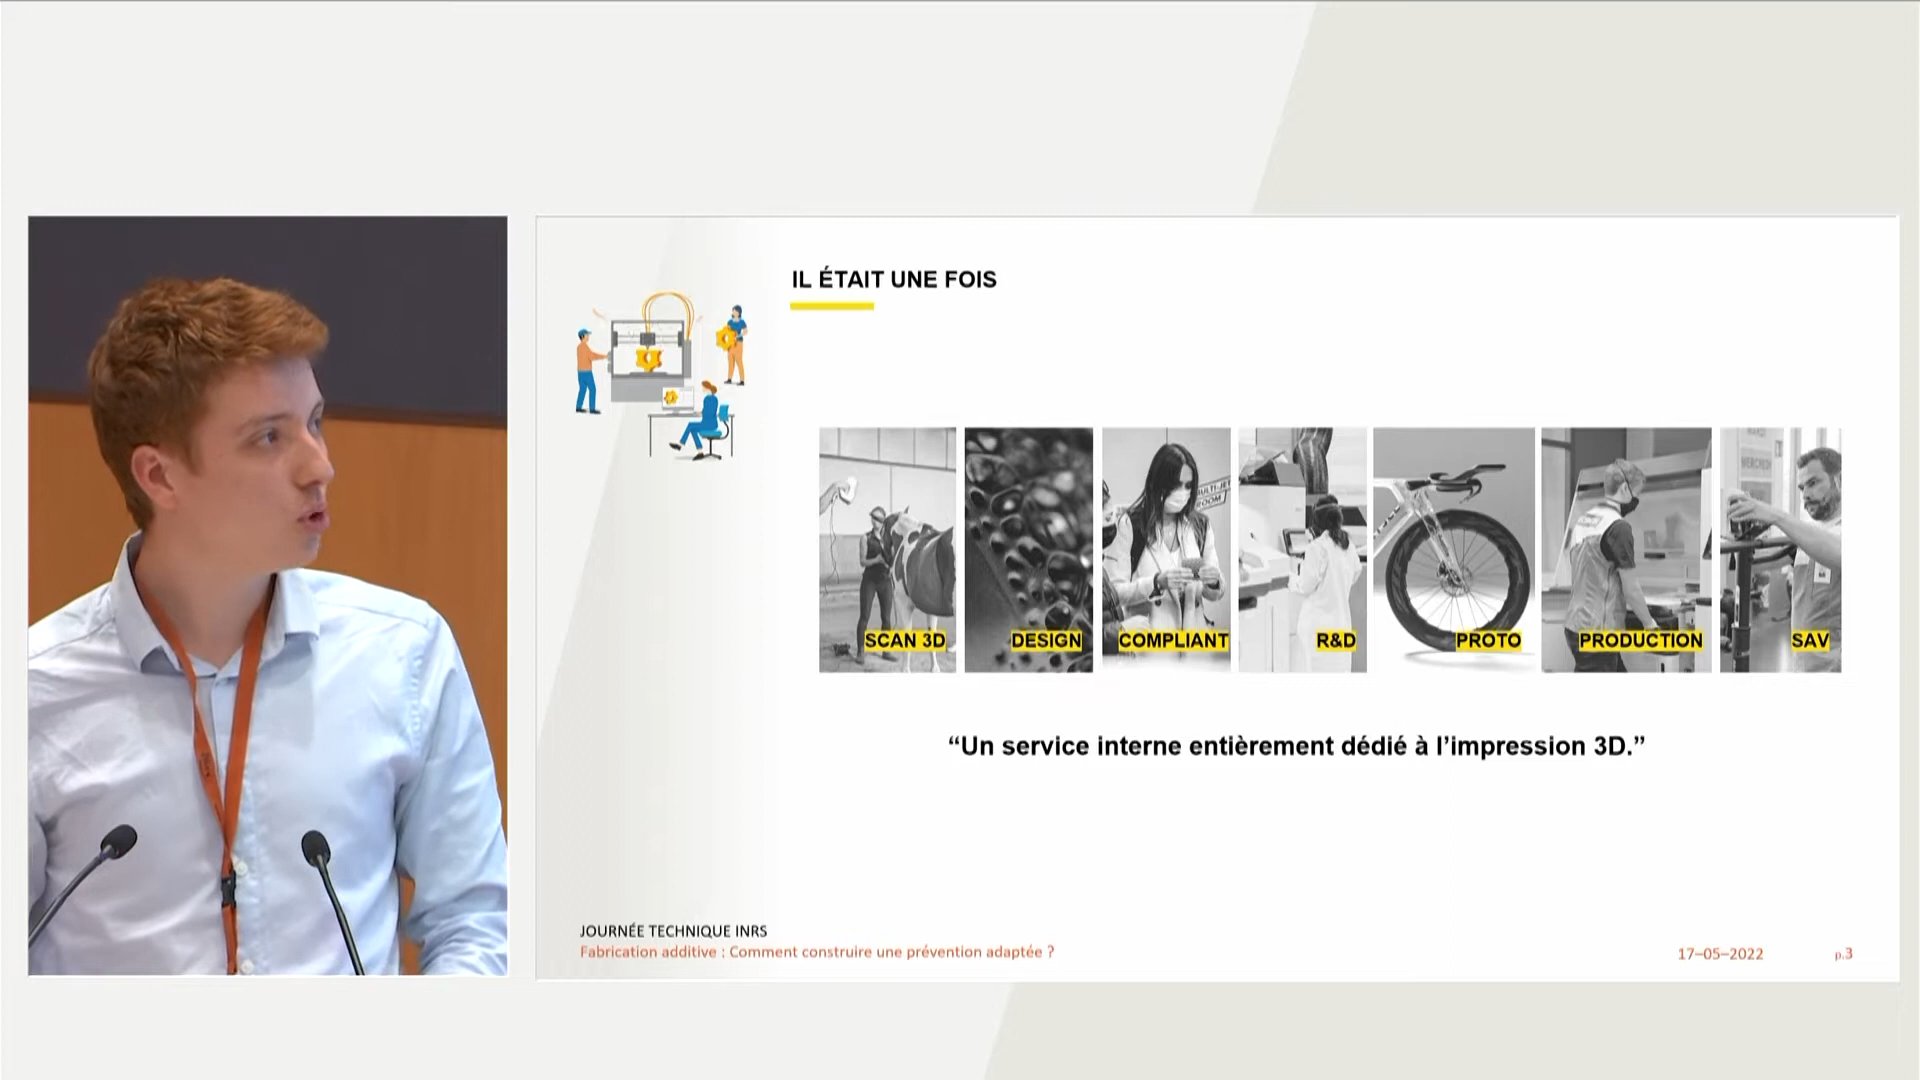 IL ÉTAIT UNE FOIS
SCAN 3D
DESIGN
COMPLIANT
R&D
PROTO
PRODUCTION
SAV
MERCREDI
“Un service interne entièrement dédié à l’impression 3D.”
JOURNÉE TECHNIQUE INRS
Fabrication additive : Comment construire une prévention adaptée ?
17–05–2022
p.3